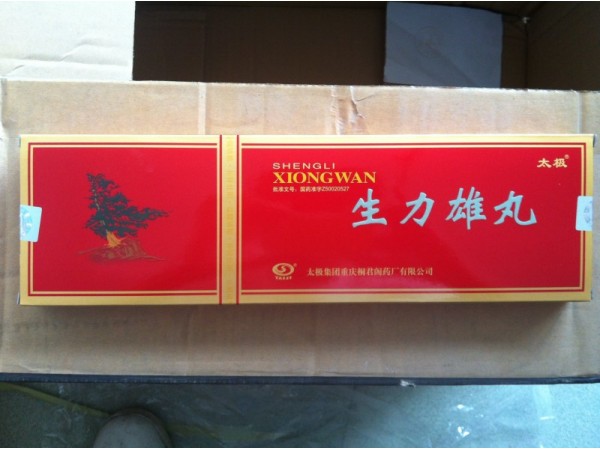 SHENGLI
XIONGWAN
批准文号：国药准字Z50020527
太极®
生力雄丸
太极集团重庆桐君阁药厂有限公司